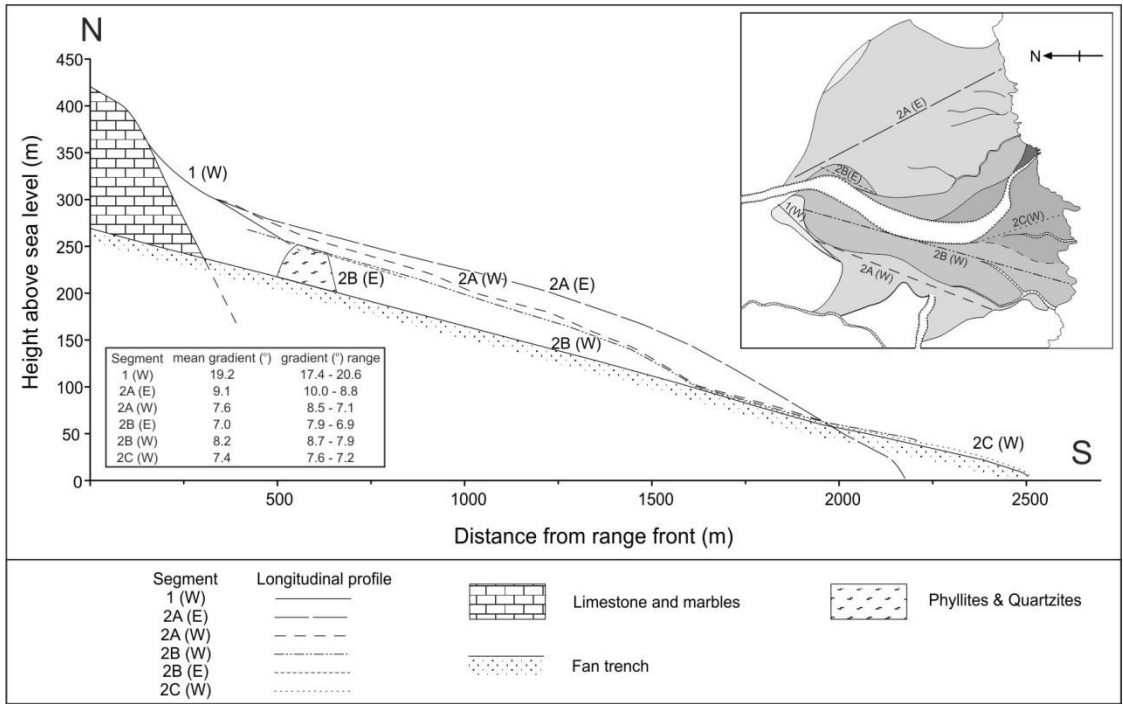 N
450
400
350
300
250
200
150
100
50
0
Height above sea level (m)
1 (W)
2A (W)
2A (E)
2B (E)
2B (W)
2C (W)
S
Segment mean gradient (°) gradient (°) range
1 (W) 19.2 17.4 - 20.6
2A (E) 9.1 10.0 - 8.8
2A (W) 7.6 8.5 - 7.1
2B (E) 7.0 7.9 - 6.9
2B (W) 8.2 8.7 - 7.9
2C (W) 7.4 7.6 - 7.2
500 1000 1500 2000 2500
Distance from range front (m)
N
2A (E)
2B(E)
1(W)
2C(W)
2B (W)
2A (W)
Segment Longitudinal profile
1 (W)
2A (E)
2A (W)
2B (W)
2B (E)
2C (W)
Limestone and marbles
Phyllites & Quartzites
Fan trench